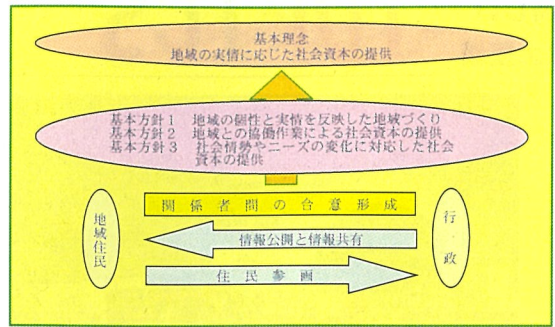 基本理念
地域の実情に応じた社会資本の提供
基本方針1 地域の個性と実情を反映した地域づくり
基本方針2 地域との協働作業による社会資本の提供
基本方針3 社会情勢やニーズの変化に対応した社会
資本の提供
関係者間の合意形成
地域住民
情報公開と情報共有
行政
住民参画